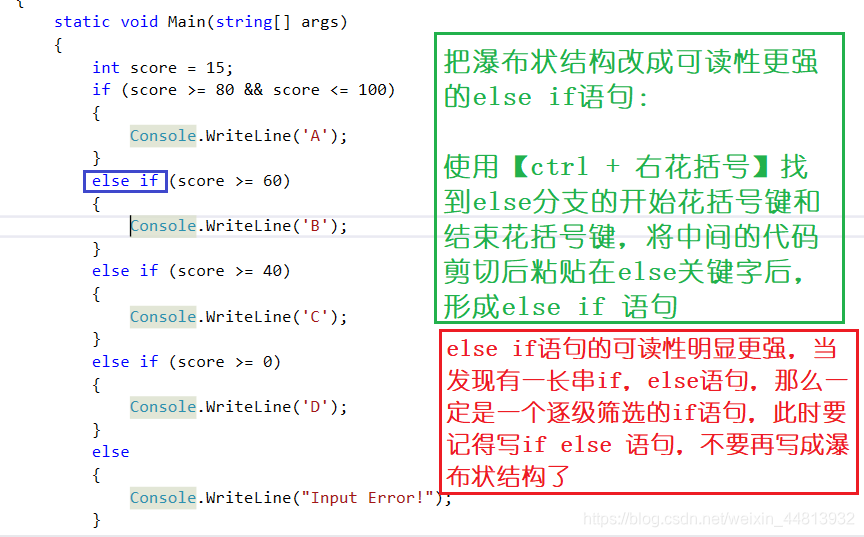 {
static void Main(string[] args)
{
int score = 15;
if (score >= 80 && score <= 100)
{
Console.WriteLine('A');
}
else if (score >= 60)
{
Console.WriteLine('B');
}
else if (score >= 40)
{
Console.WriteLine('C');
}
else if (score >= 0)
{
Console.WriteLine('D');
}
else
{
Console.WriteLine("Input Error!");
}
把瀑布状结构改成可读性更强
的else if语句:
使用【ctrl + 右花括号】找
到else分支的开始花括号键和
结束花括号键，将中间的代码
剪切后粘贴在else关键字后，
形成else if 语句
else if语句的可读性明显更强，当
发现有一长串if，else语句，那么一
定是一个逐级筛选的if语句，此时要
记得写if else 语句，不要再写成瀑
布状结构了
https://blog.csdn.net/weixin_44813932